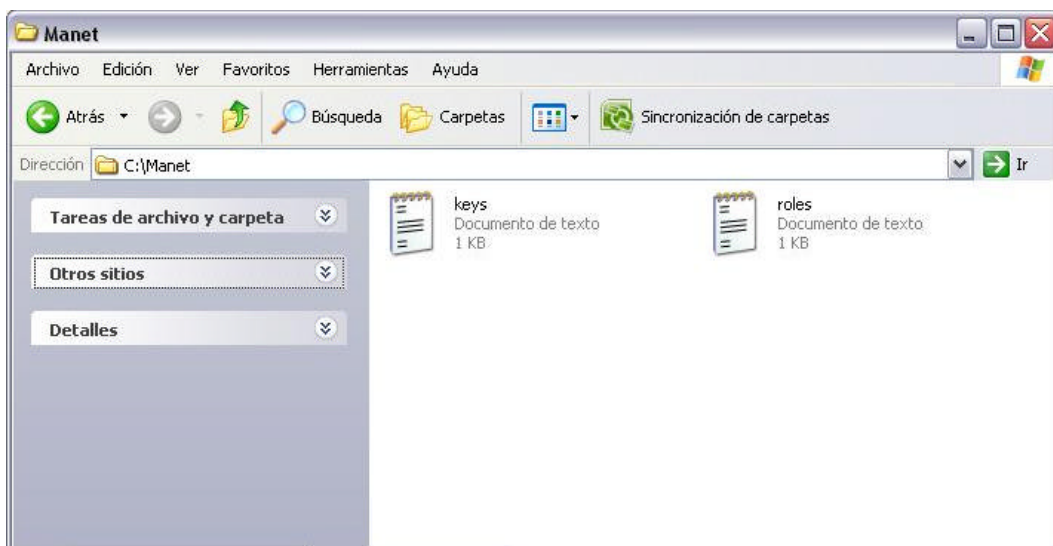 Manet
Archivo Edición Ver Favoritos Herramientas Ayuda
Atrás Búsqueda Carpetas Sincronización de carpetas
Dirección C:\Manet Ir
Tareas de archivo y carpeta
Otros sitios
Detalles
keys
Documento de texto
1 KB
roles
Documento de texto
1 KB